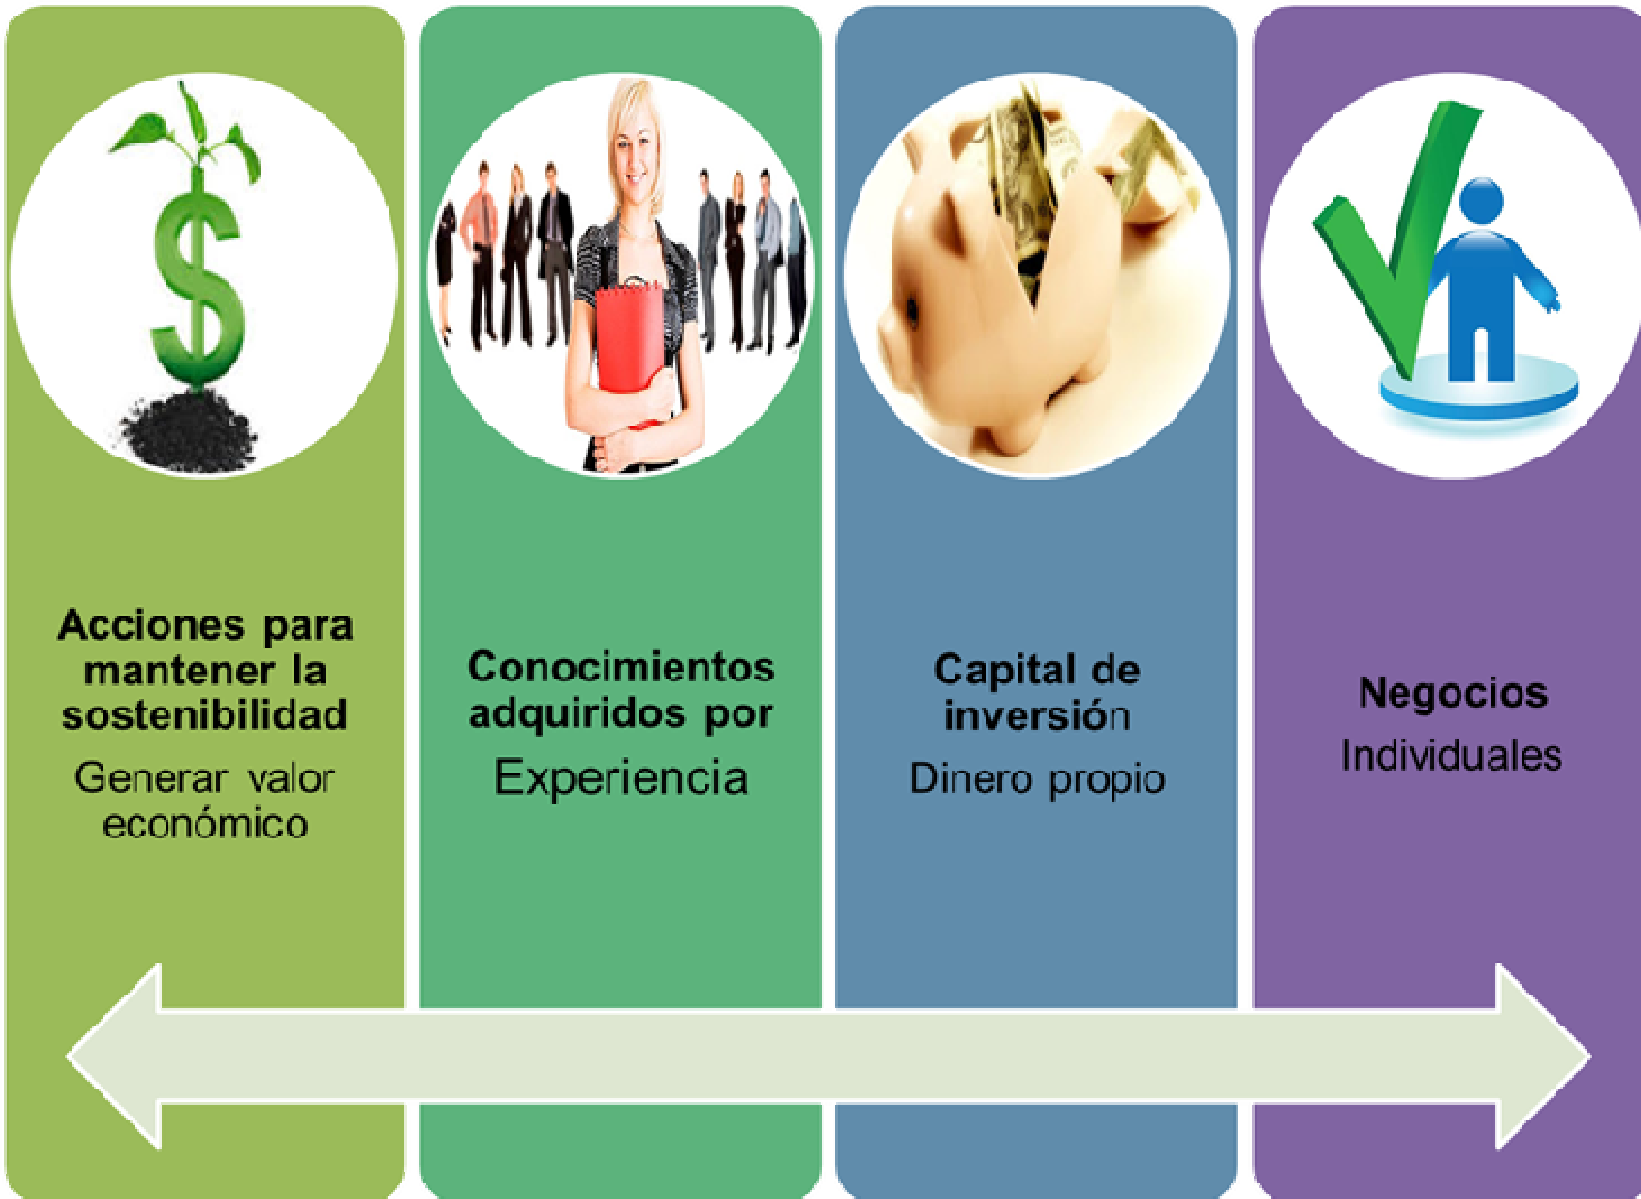 Acciones para
mantener la
sostenibilidad
Generar valor
económico
Conocimientos
adquiridos por
Experiencia
Capital de
inversión
Dinero propio
Negocios
Individuales